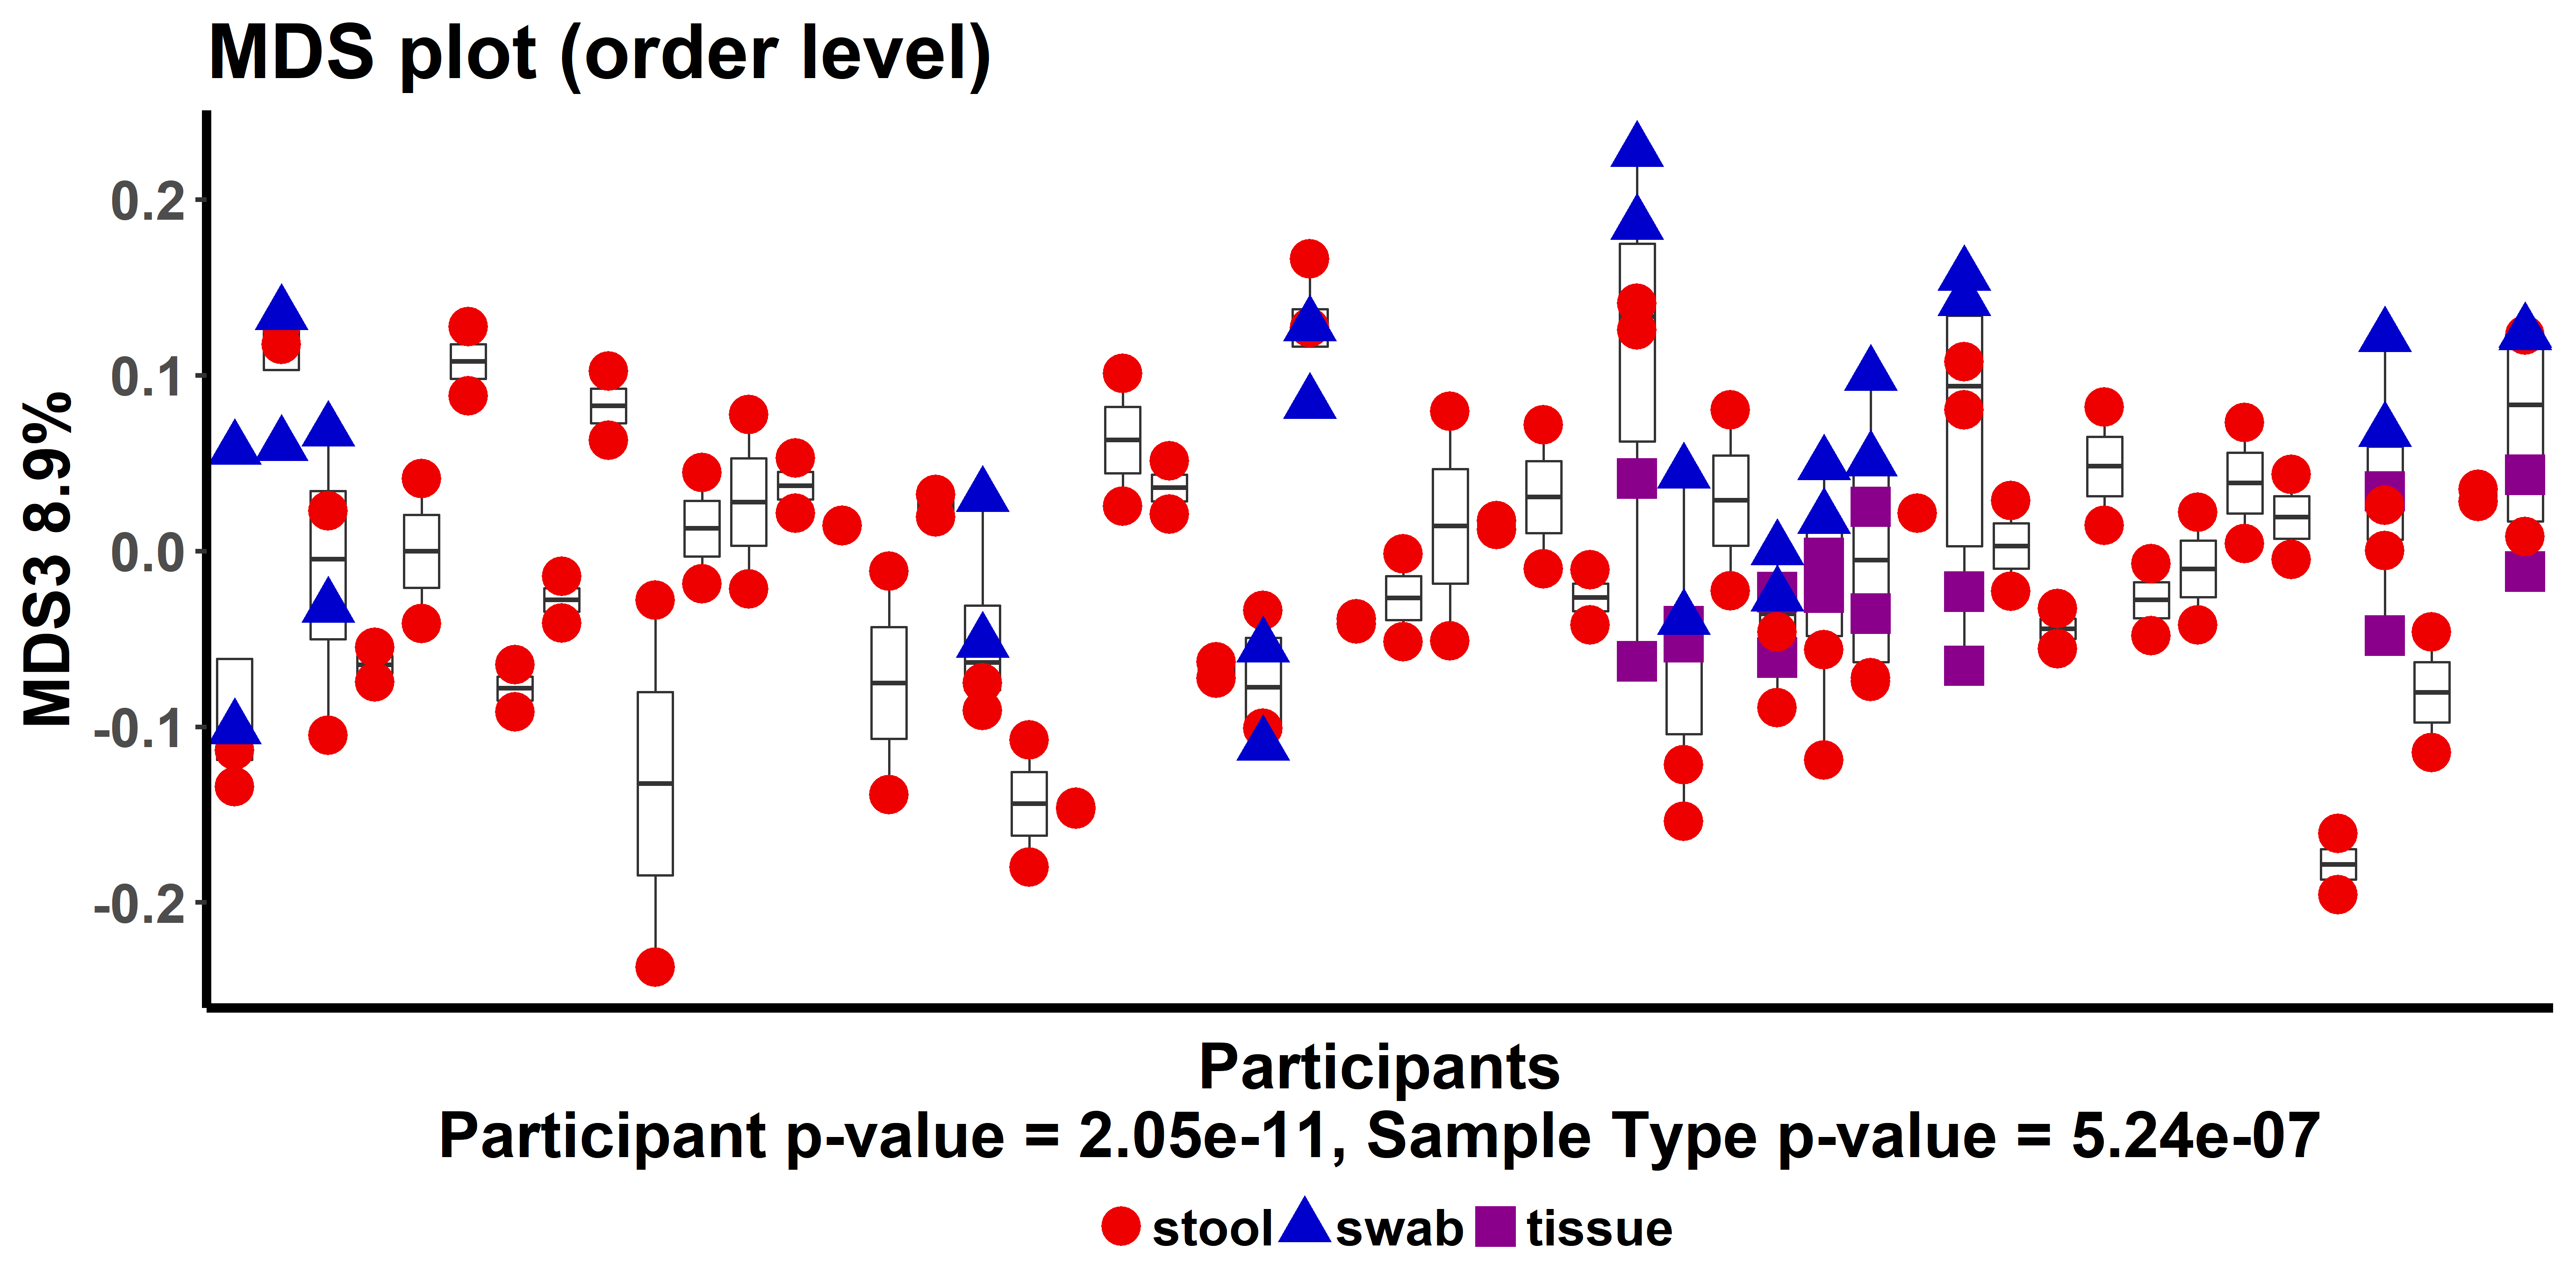 MDS plot (order level)
MDS3 8.9%
0.2
0.1
0.0
-0.1
-0.2
Participants
Participant p-value = 2.05e-11, Sample Type p-value = 5.24e-07
stool swab tissue